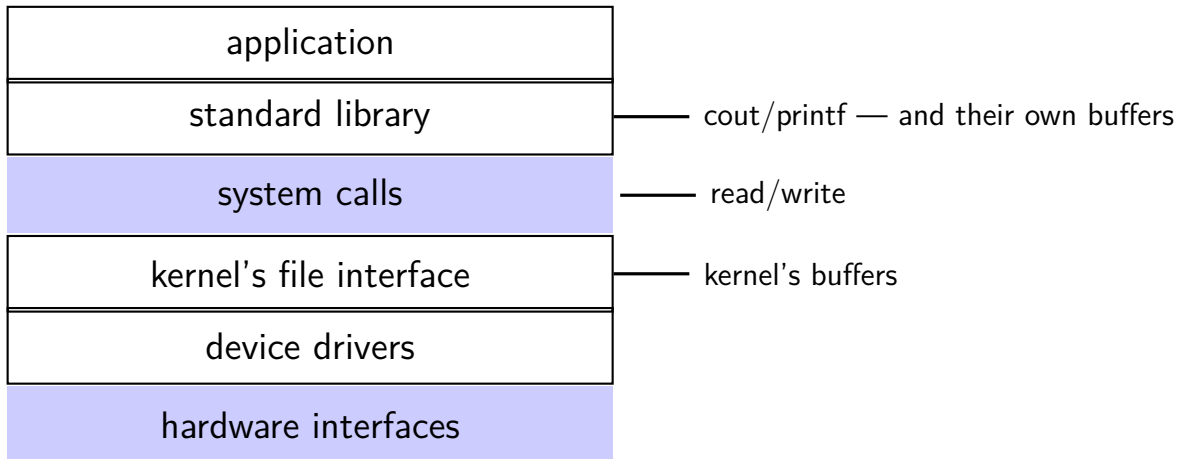 application
standard library
cout/printf — and their own buffers
system calls
read/write
kernel's file interface
kernel's buffers
device drivers
hardware interfaces